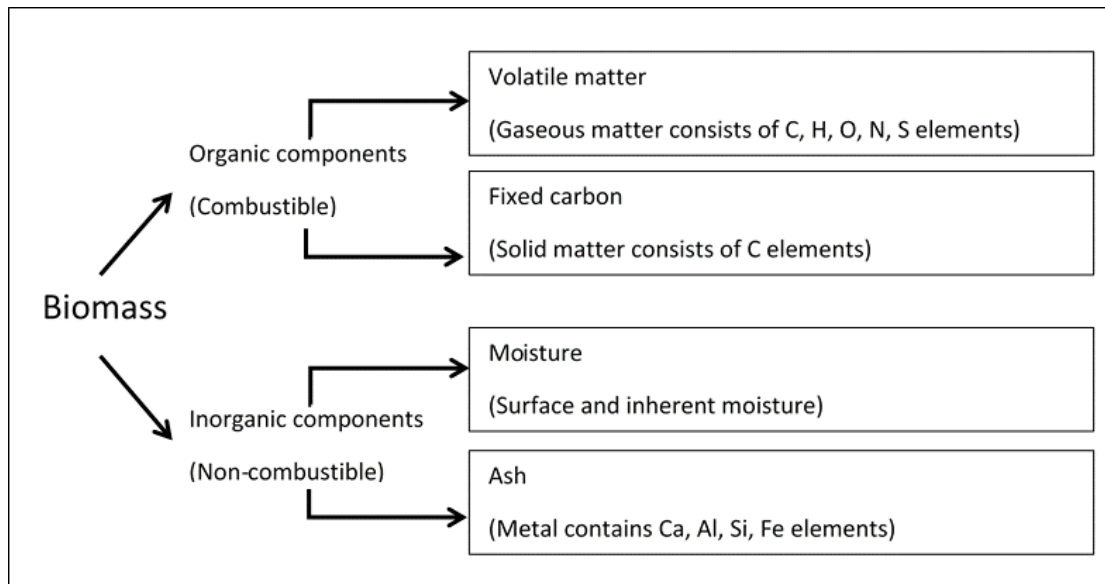 Volatile matter
(Gaseous matter consists of C, H, O, N, S elements)
Organic components
(Combustible)
Fixed carbon
(Solid matter consists of C elements)
Biomass
Moisture
(Surface and inherent moisture)
Inorganic components
(Non-combustible)
Ash
(Metal contains Ca, Al, Si, Fe elements)